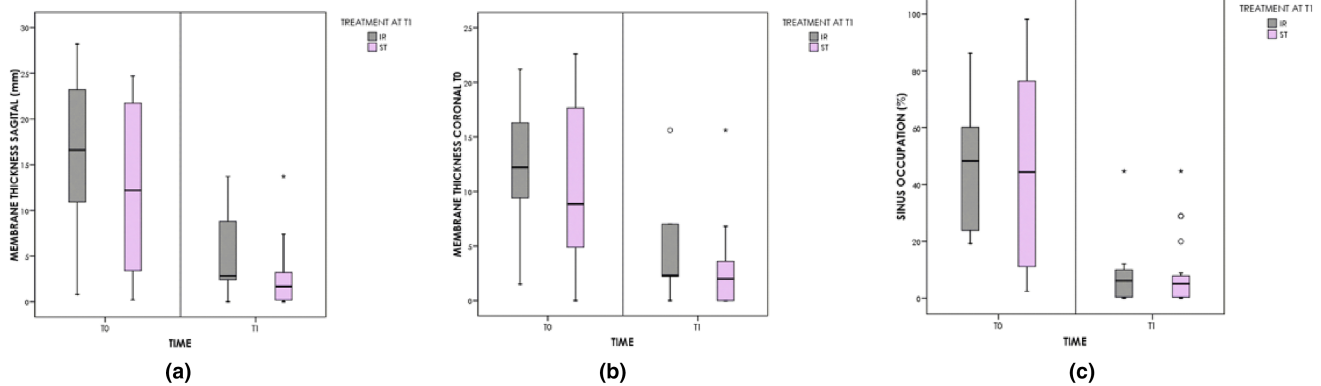 TREATMENT AT T1
IR
ST
MEMBRANE THICKNESS SAGITAL (mm)
30
25
20
15
10
5
0
T0
T1
TIME
(a)
TREATMENT AT T1
IR
ST
MEMBRANE THICKNESS CORONAL T0
25
20
15
10
5
0
T0
T1
TIME
(b)
TREATMENT AT T1
IR
ST
SINUS OCCUPATION (%)
100
80
60
40
20
0
T0
T1
TIME
(c)